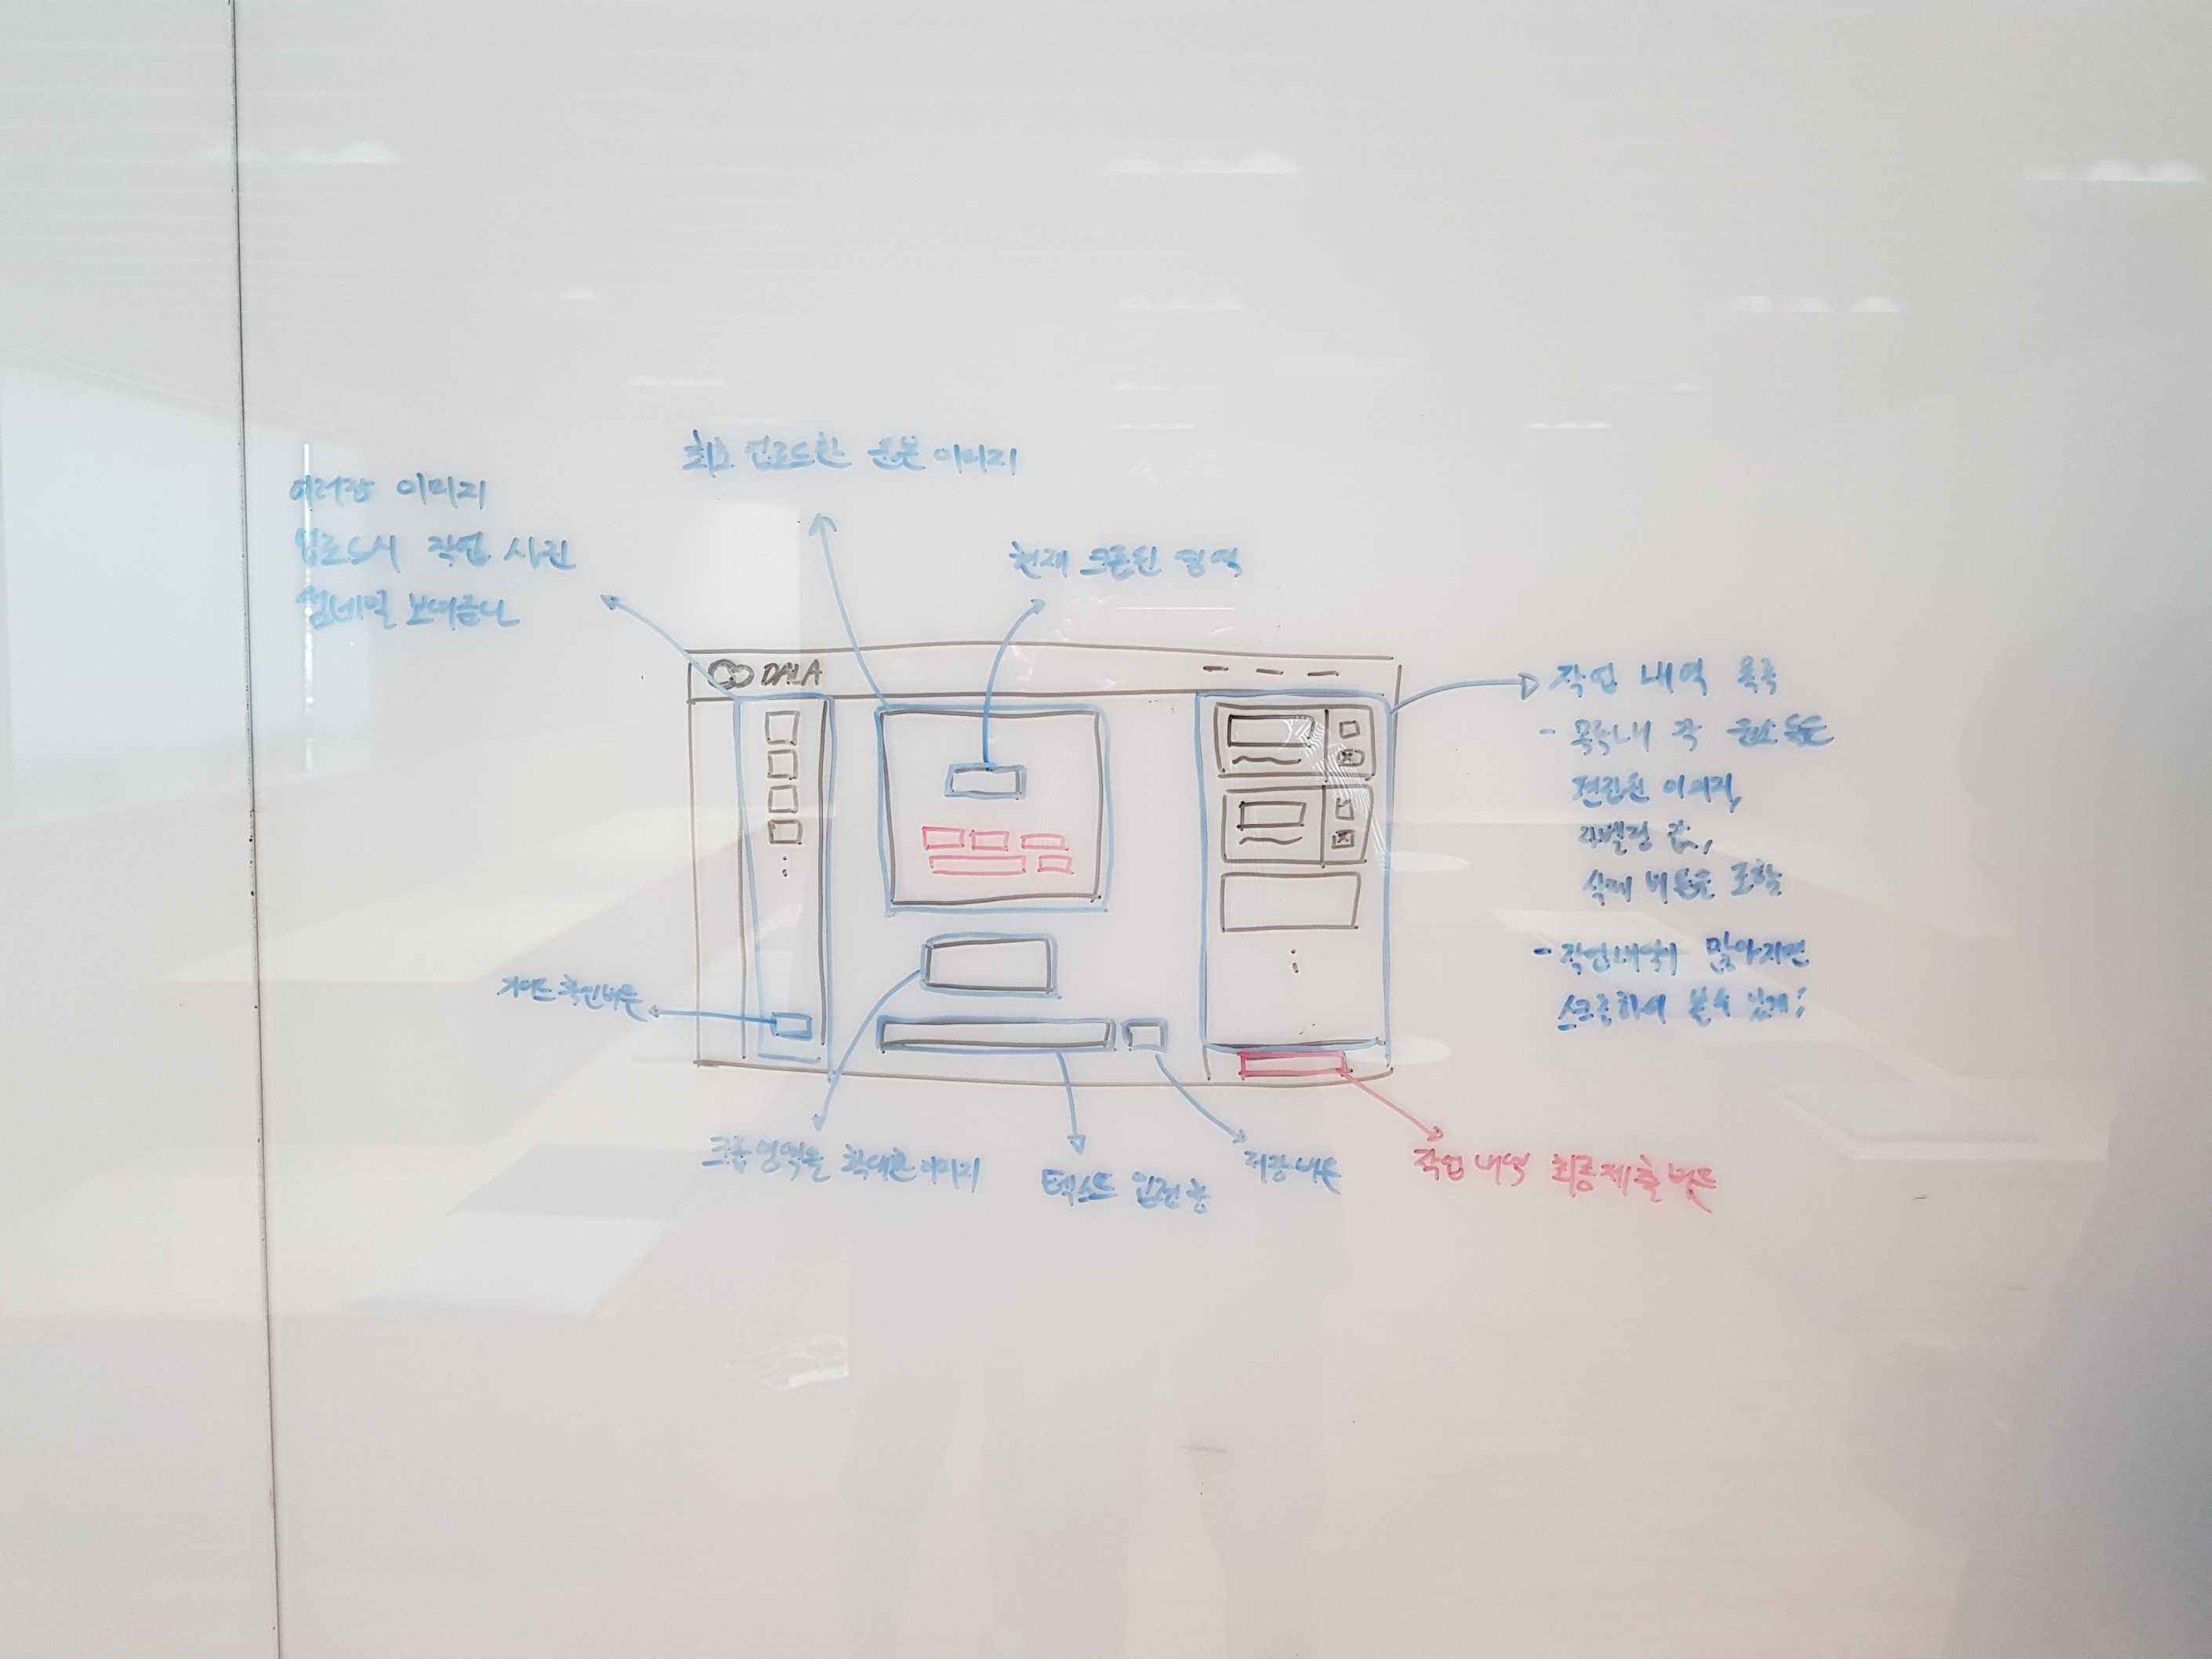 최초 업로드한 원본 이미지
여러장 이미지
업로드시 작업 사진
썸네일 보여줍니다
현재 크롭된 영역
DATA
작업 내역 목록
- 목록내 각 원소들은
편집된 이미지,
라벨링 값,
삭제 버튼을 포함
- 작업내역이 많아지면
스크롤하여 볼 수 있게;
가이드 확인버튼
크롭영역을 확대한 이미지
텍스트 입력창
저장버튼
작업 내역 최종제출버튼